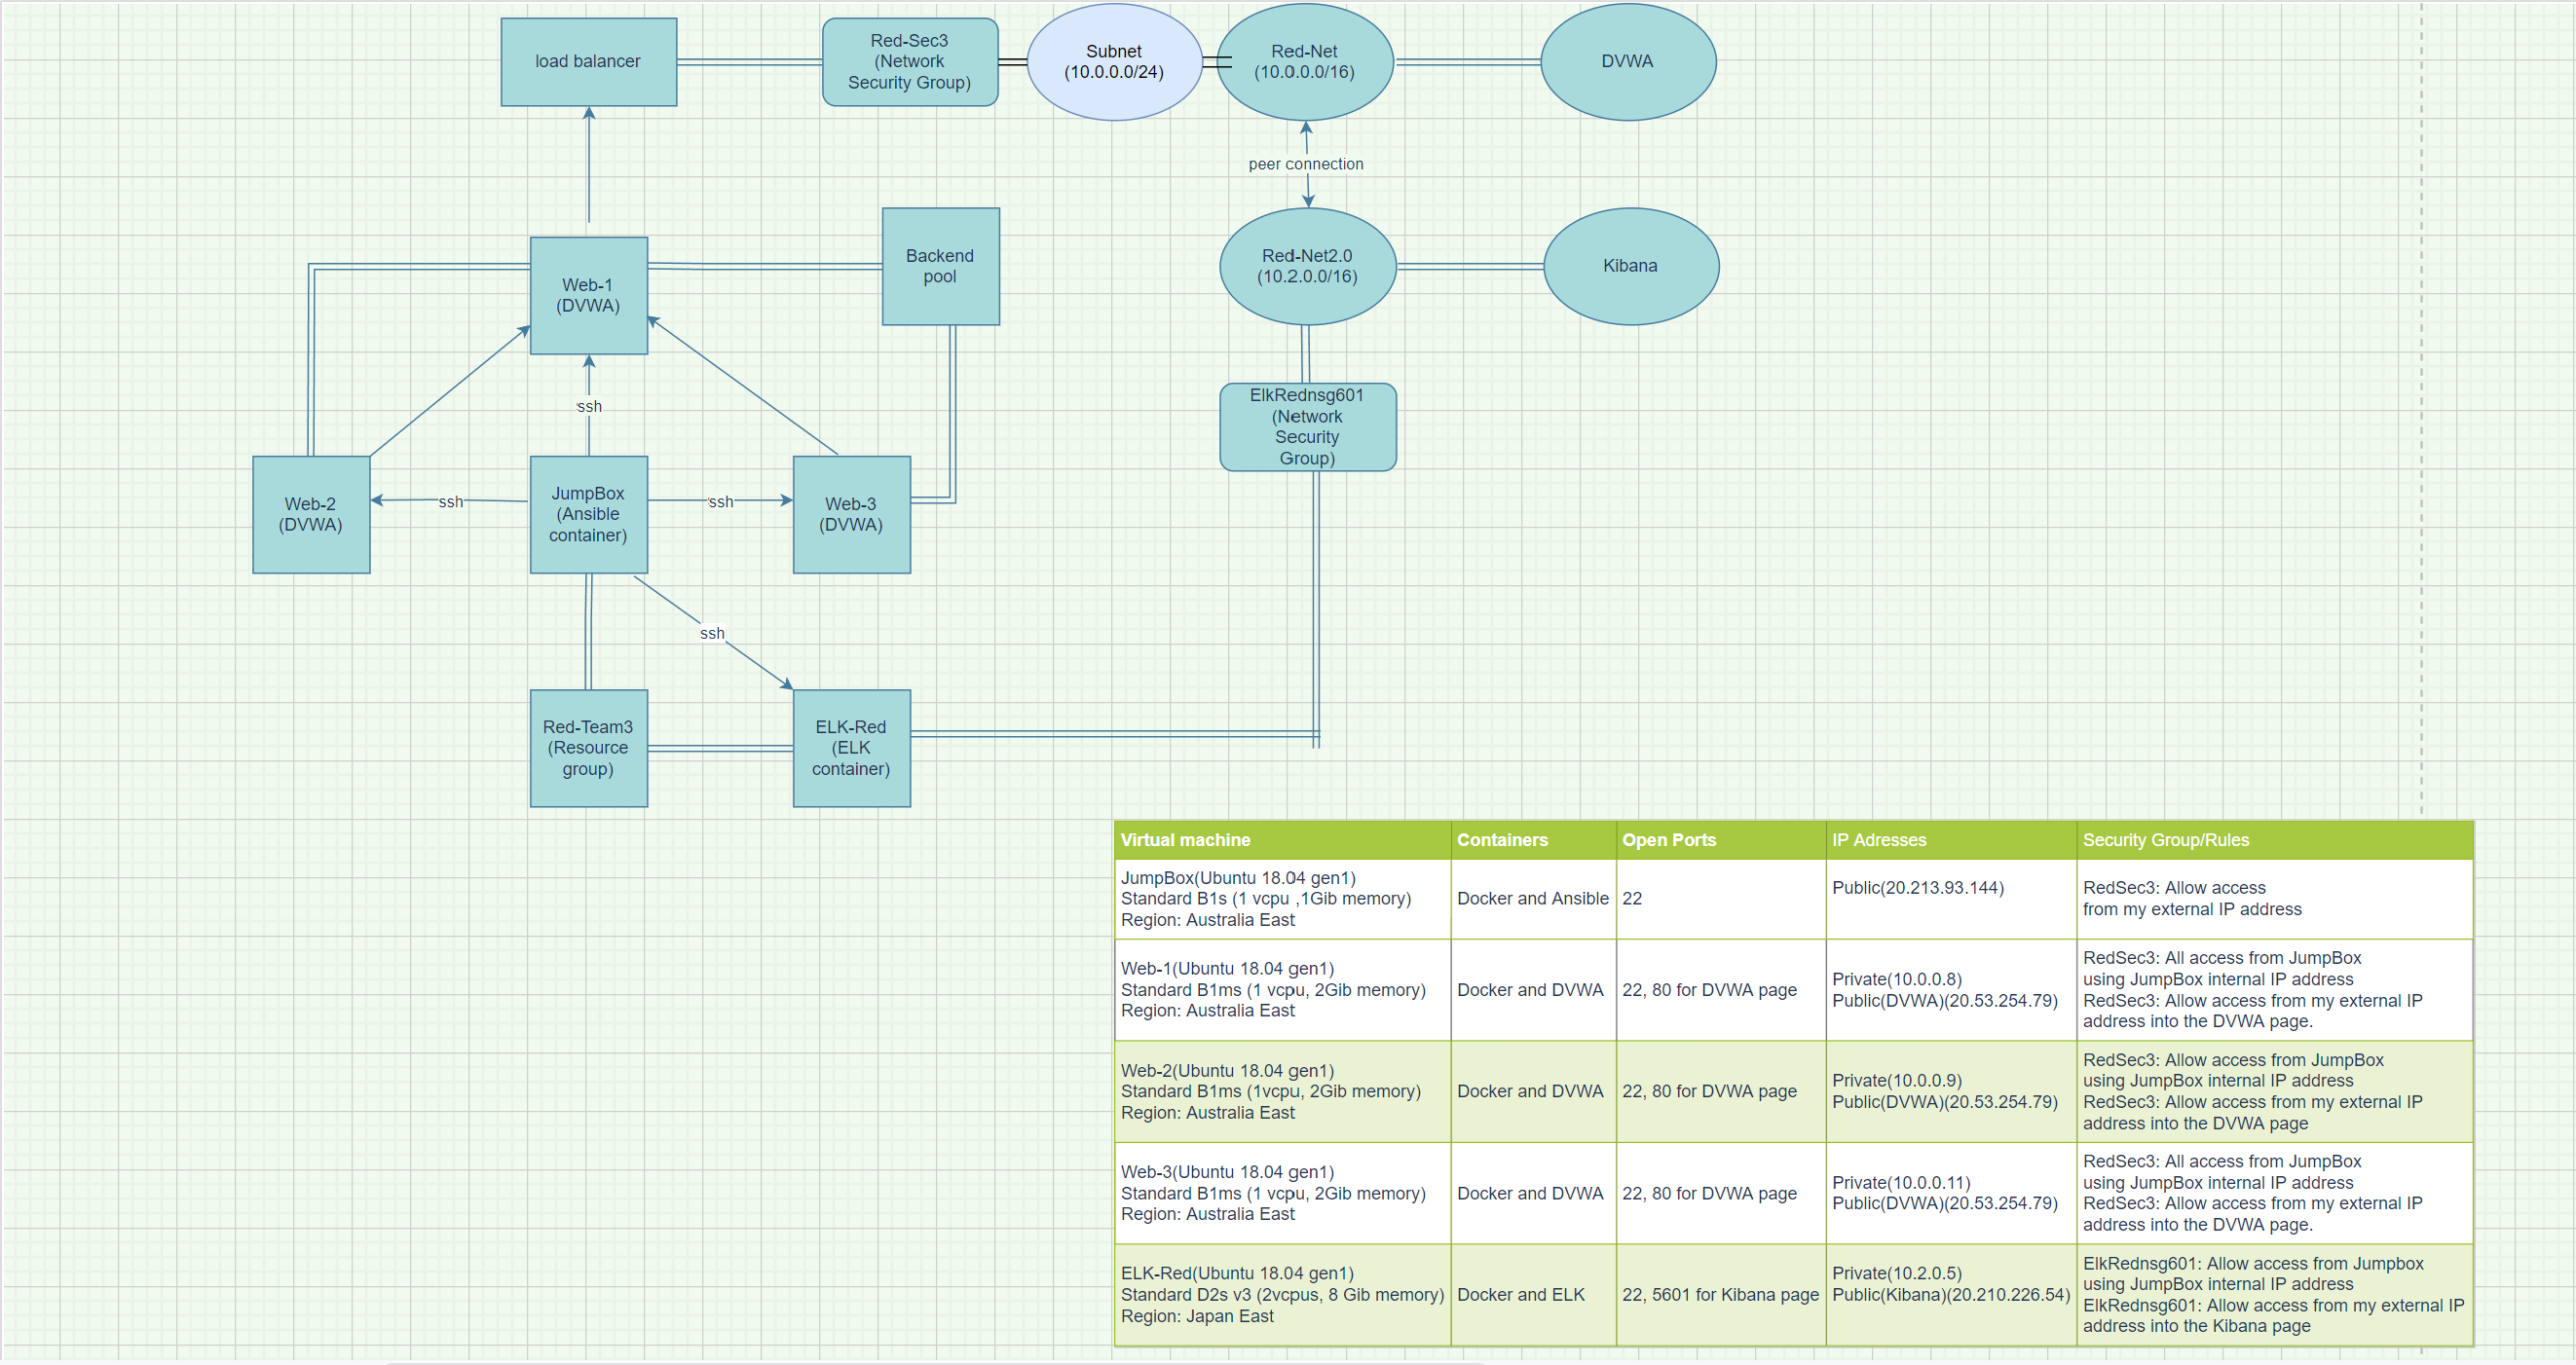 load balancer
Red-Sec3
(Network
Security Group)
Subnet
(10.0.0.0/24)
Red-Net
(10.0.0.0/16)
DVWA
peer connection
Web-1
(DVWA)
Backend
pool
Red-Net2.0
(10.2.0.0/16)
Kibana
ssh
ElkRednsg601
(Network
Security
Group)
Web-2
(DVWA)
ssh
JumpBox
(Ansible
container)
ssh
Web-3
(DVWA)
ssh
Red-Team3
(Resource
group)
ELK-Red
(ELK
container)
Virtual machine
Containers
Open Ports
IP Adresses
Security Group/Rules
JumpBox(Ubuntu 18.04 gen1)
Standard B1s (1 vcpu ,1Gib memory)
Region: Australia East
Docker and Ansible
22
Public(20.213.93.144)
RedSec3: Allow access
from my external IP address
Web-1(Ubuntu 18.04 gen1)
Standard B1ms (1 vcpu, 2Gib memory)
Region: Australia East
Docker and DVWA
22, 80 for DVWA page
Private(10.0.0.8)
Public(DVWA)(20.53.254.79)
RedSec3: All access from JumpBox
using JumpBox internal IP address
RedSec3: Allow access from my external IP
address into the DVWA page.
Web-2(Ubuntu 18.04 gen1)
Standard B1ms (1vcpu, 2Gib memory)
Region: Australia East
Docker and DVWA
22, 80 for DVWA page
Private(10.0.0.9)
Public(DVWA)(20.53.254.79)
RedSec3: Allow access from JumpBox
using JumpBox internal IP address
RedSec3: Allow access from my external IP
address into the DVWA page
Web-3(Ubuntu 18.04 gen1)
Standard B1ms (1 vcpu, 2Gib memory)
Region: Australia East
Docker and DVWA
22, 80 for DVWA page
Private(10.0.0.11)
Public(DVWA)(20.53.254.79)
RedSec3: All access from JumpBox
using JumpBox internal IP address
RedSec3: Allow access from my external IP
address into the DVWA page.
ELK-Red(Ubuntu 18.04 gen1)
Standard D2s v3 (2vcpus, 8 Gib memory)
Region: Japan East
Docker and ELK
22, 5601 for Kibana page
Private(10.2.0.5)
Public(Kibana)(20.210.226.54)
ElkRednsg601: Allow access from Jumpbox
using JumpBox internal IP address
ElkRednsg601: Allow access from my external IP
address into the Kibana page